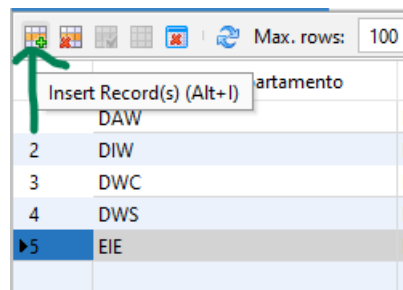 Max. rows: 100
artamento
Insert Record(s) (Alt+I)
DAW
2 DIW
3 DWC
4 DWS
5 EIE